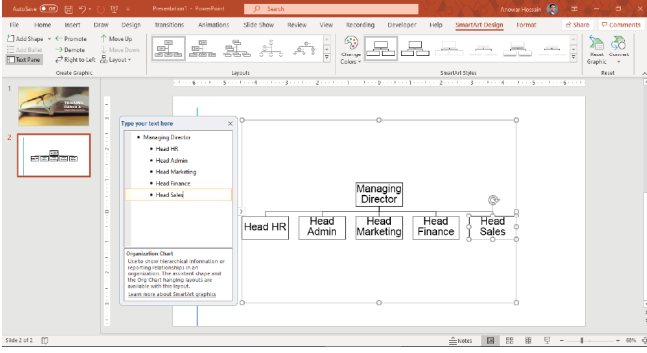 AutoSave Off Presentation1 - PowerPoint Search Anowar Hossain
File Home Insert Draw Design Transitions Animations Slide Show Review View Recording Developer Help SmartArt Design Format Share Comments
Add Shape Promote Move Up
Add Bullet Demote Move Down
Text Pane Right to Left Layout
Change Colors
Reset Graphic Convert
Create Graphic Layouts SmartArt Styles Reset
1
2
Type your text here
Managing Director
Head HR
Head Admin
Head Marketing
Head Finance
Head Sales
Organization Chart
Use to show hierarchical information or
reporting relationships in an
organization. The assistant shape and
the Org Chart hanging layouts are
available with this layout.
Learn more about SmartArt graphics
Managing
Director
Head HR
Head
Admin
Head
Marketing
Head
Finance
Head
Sales
Slide 2 of 2 Notes 68%